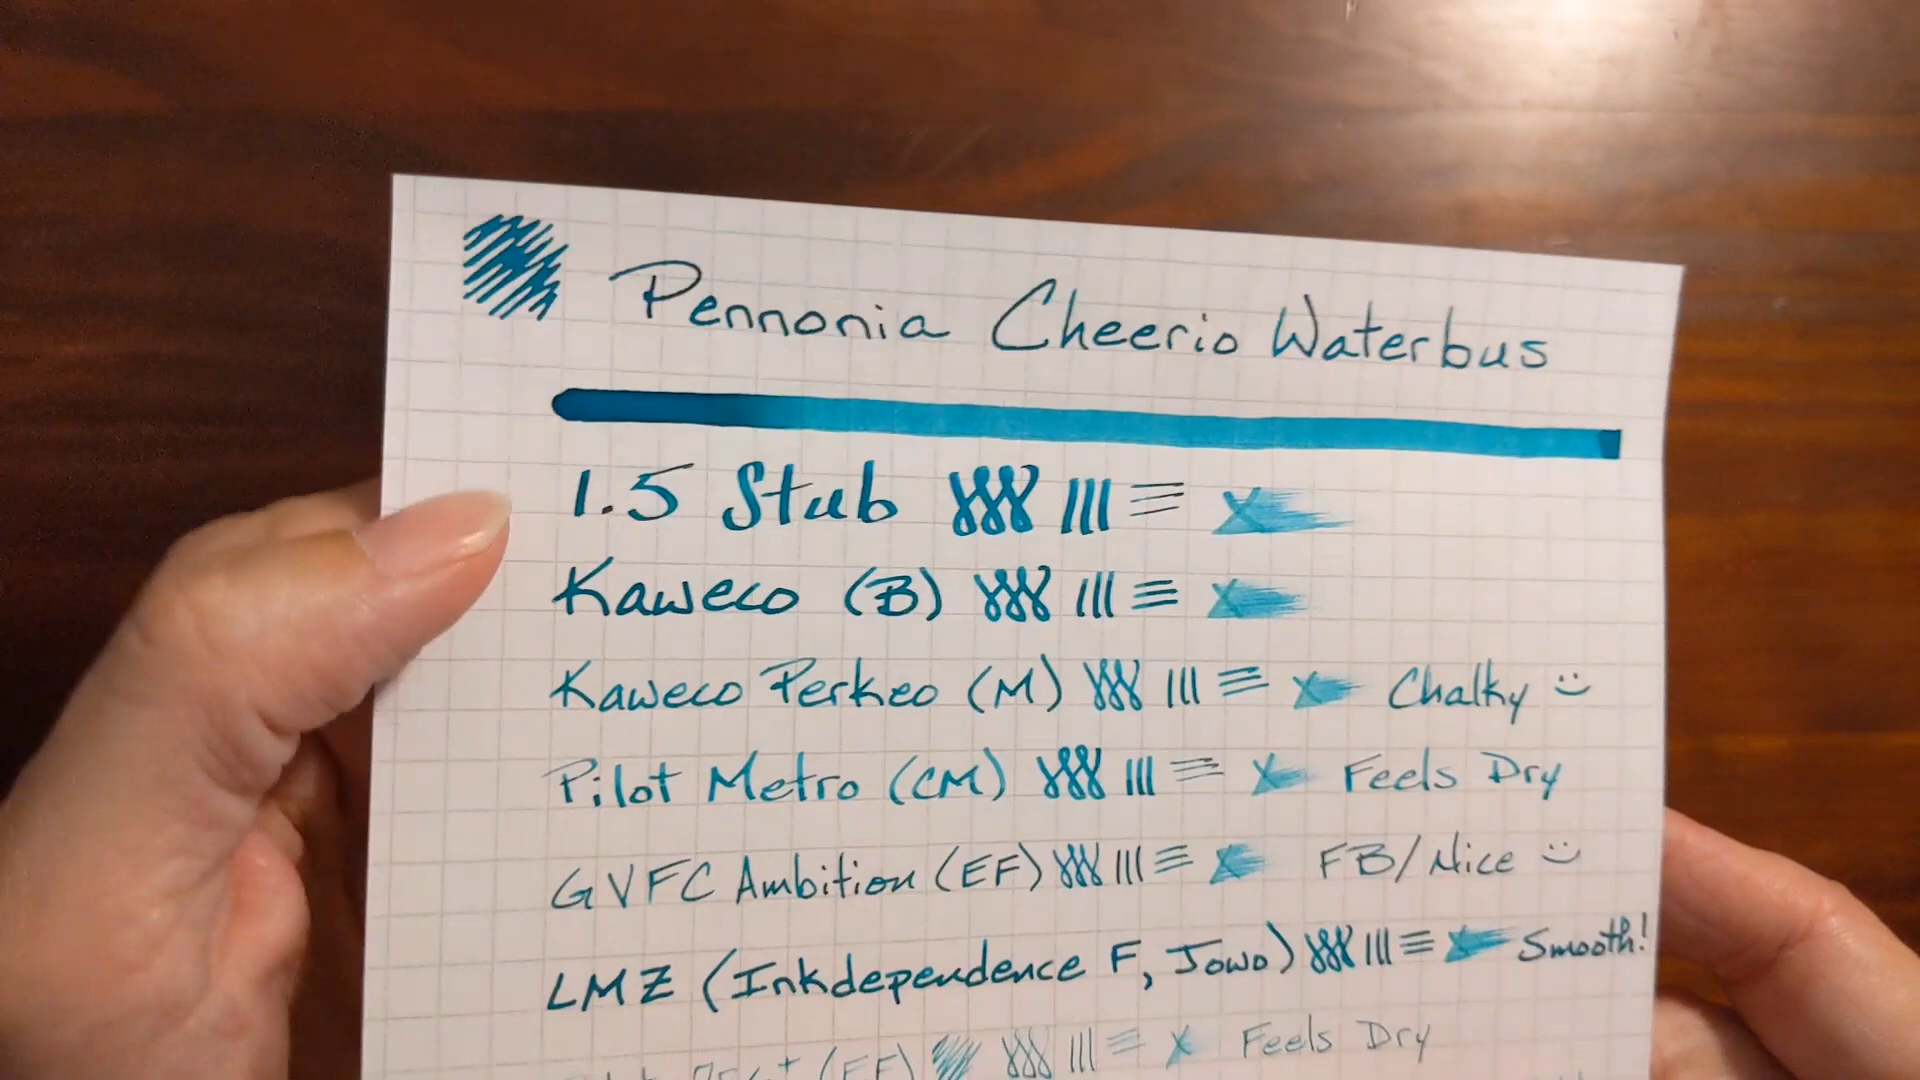 Pennonia Cheerio Waterbus
1.5 Stub
Kaweco (B)
Kaweco Perkeo (M) Chalky
Pilot Metro (CM) Feels Dry
GVFC Ambition (EF) FB/Nice
LMZ (Inkdependence F, Jowo) Smooth!
(EF) Feels Dry